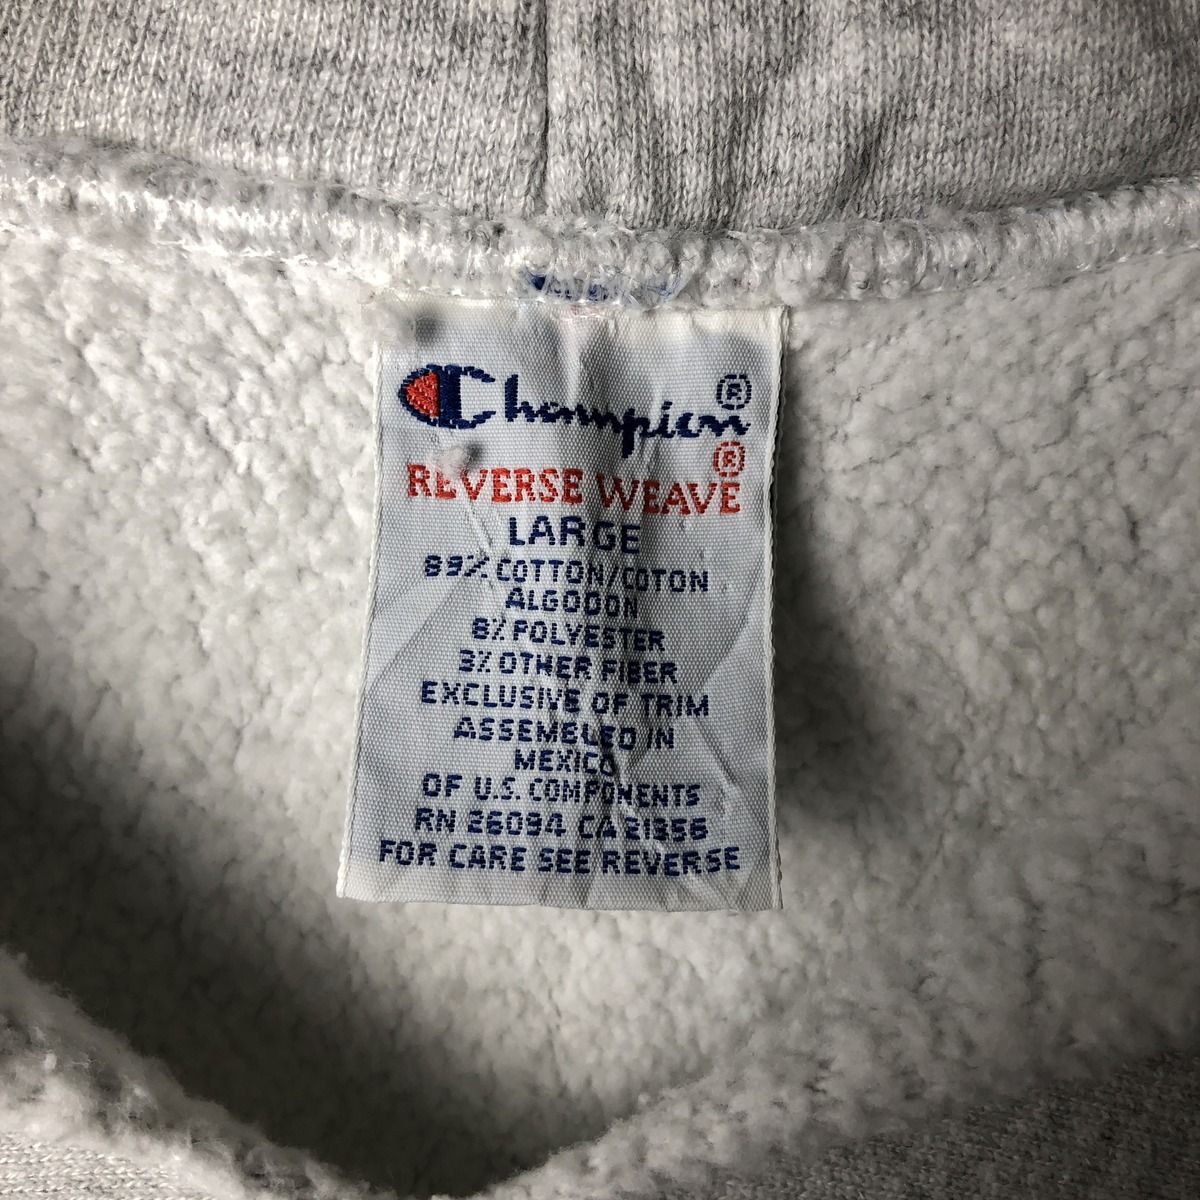 Champion®
REVERSE WEAVE®
LARGE
89% COTTON/COTON
ALGODON
8% POLYESTER
3% OTHER FIBER
EXCLUSIVE OF TRIM
ASSEMBLED IN
MEXICO
OF U.S. COMPONENTS
RN 26094 CA 21856
FOR CARE SEE REVERSE